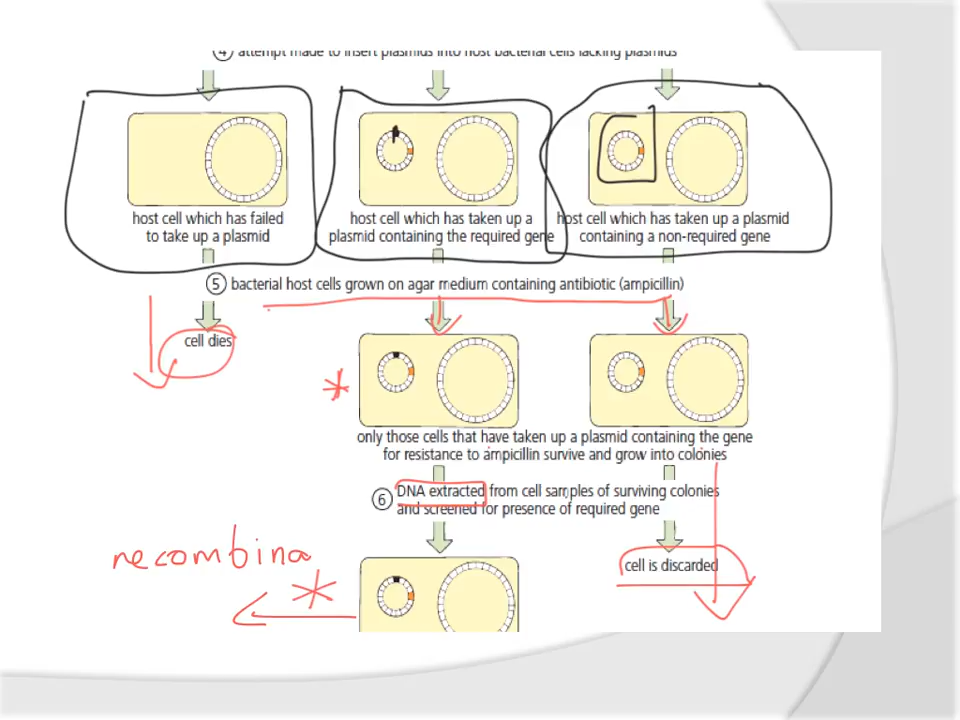 ④ attempt made to insert plasmids into host bacterial cells lacking plasmids
host cell which has failed
to take up a plasmid
host cell which has taken up a
plasmid containing the required gene
host cell which has taken up a plasmid
containing a non-required gene
⑤ bacterial host cells grown on agar medium containing antibiotic (ampicillin)
cell dies
only those cells that have taken up a plasmid containing the gene
for resistance to ampicillin survive and grow into colonies
⑥ DNA extracted from cell samples of surviving colonies
and screened for presence of required gene
recombina
cell is discarded